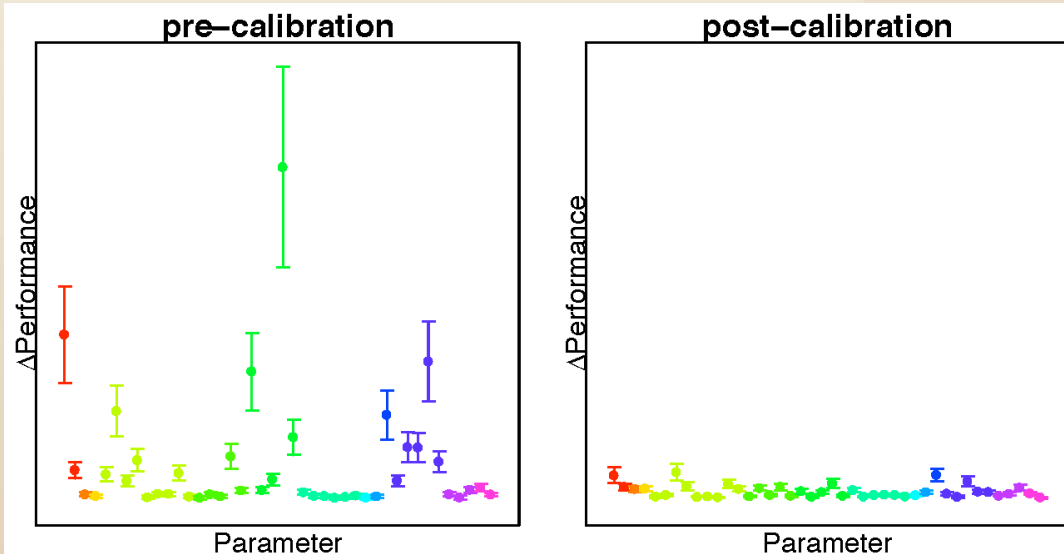 pre–calibration
post–calibration
ΔPerformance
ΔPerformance
Parameter
Parameter